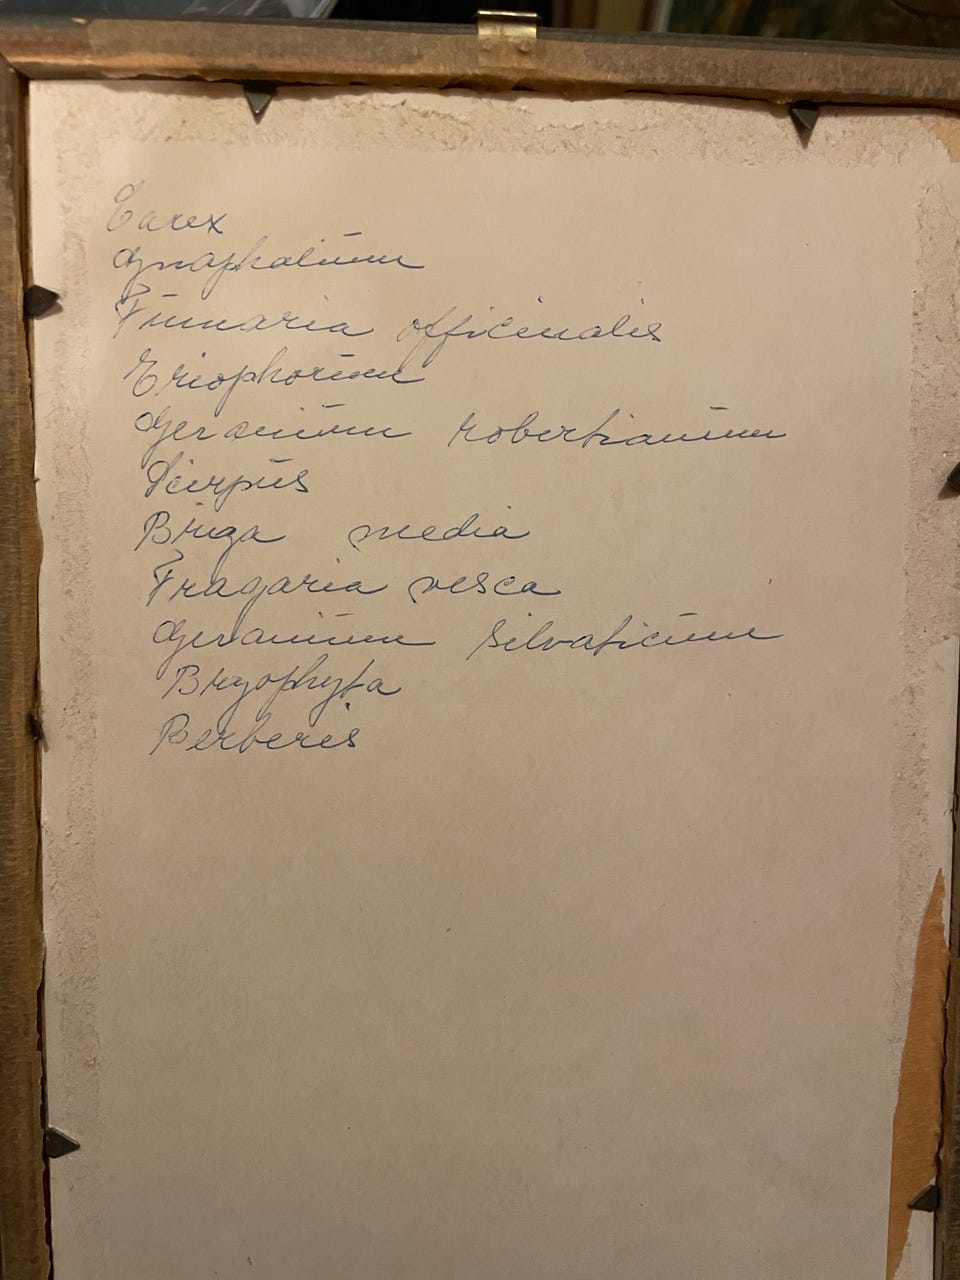 Carex
Gnaphalium
Fumaria officinalis
Eriophorum
Geranium robertianum
Scirpus
Briza media
Fragaria vesca
Geranium silvaticum
Bryophyta
Berberis